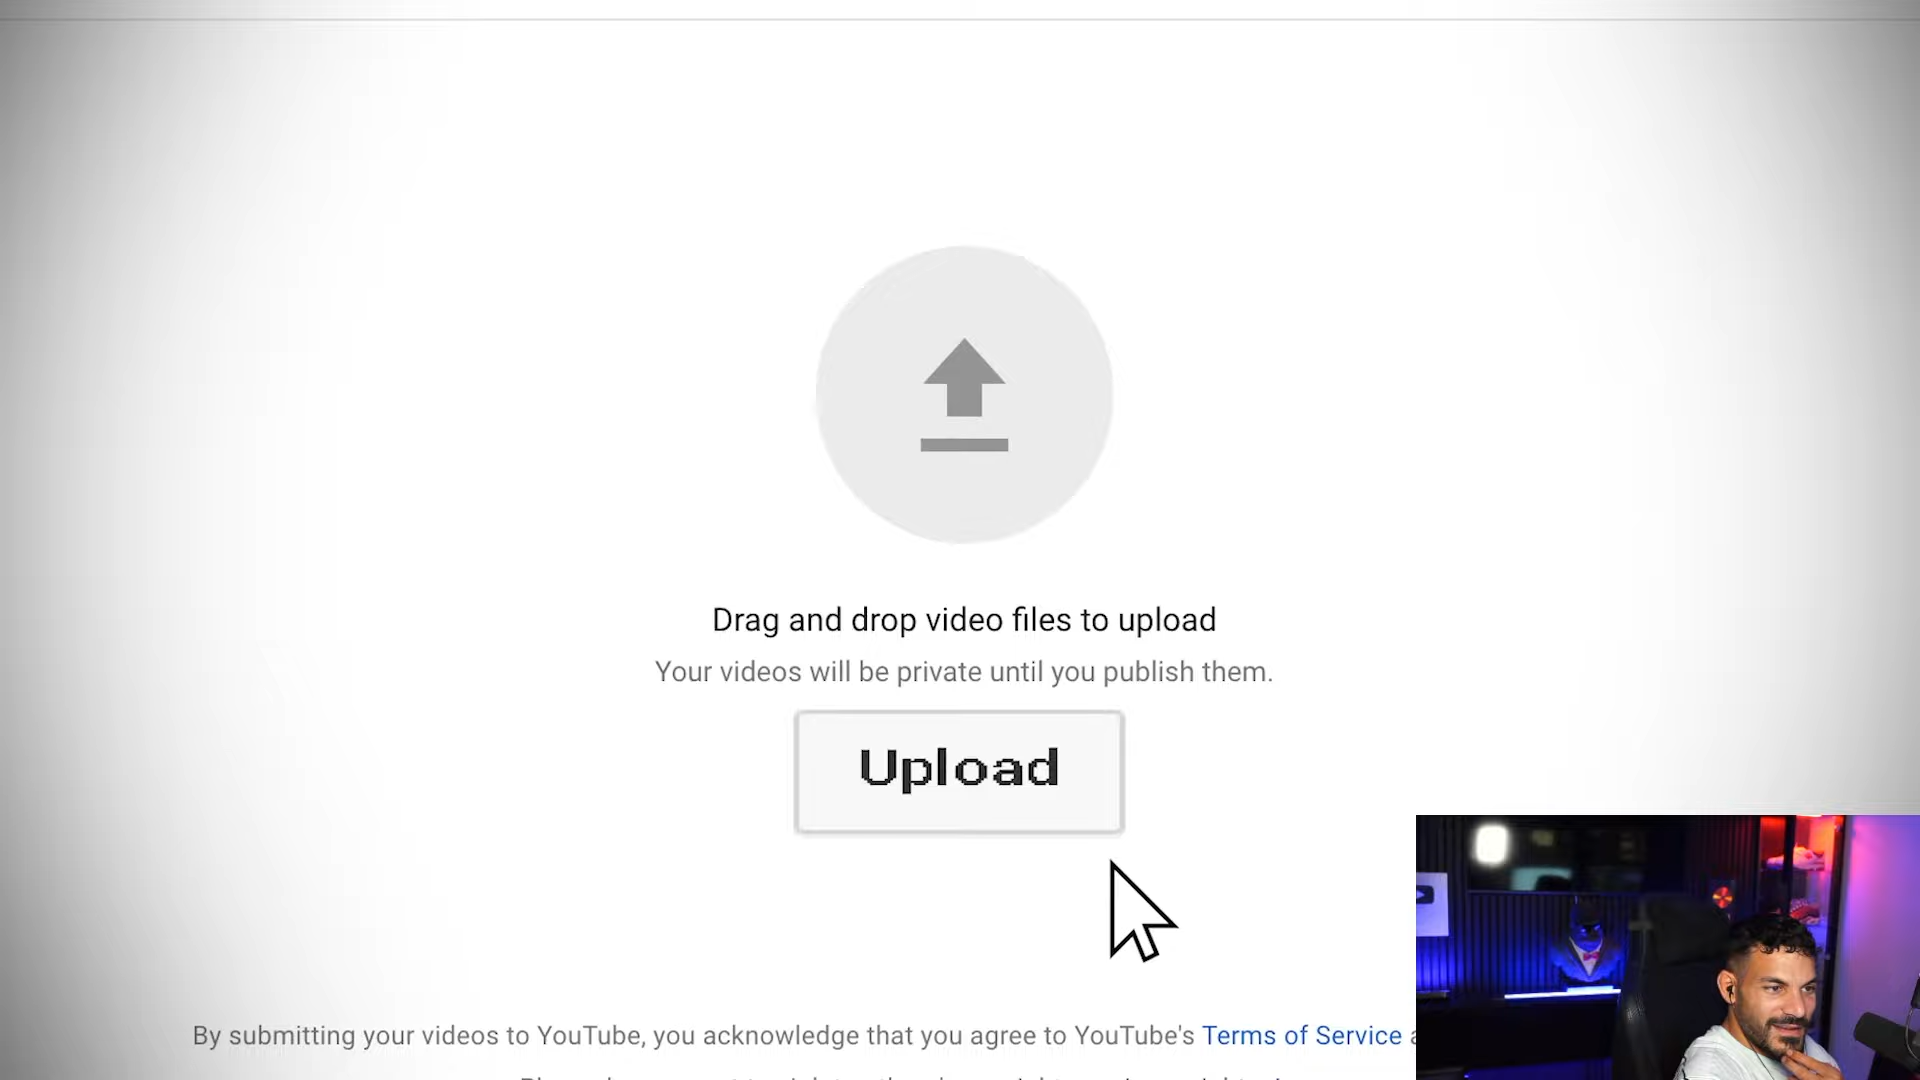 Drag and drop video files to upload
Your videos will be private until you publish them.
Upload
By submitting your videos to YouTube, you acknowledge that you agree to YouTube's Terms of Service